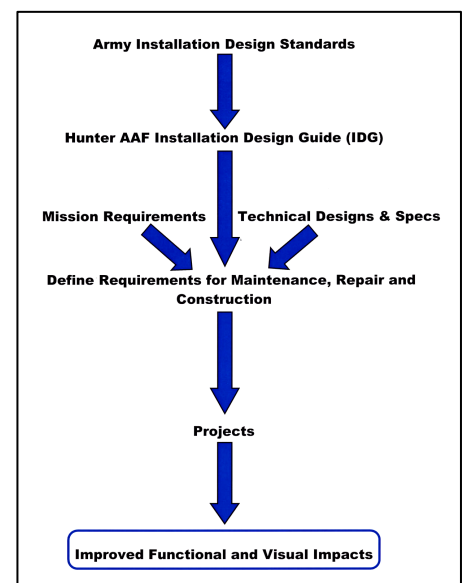 Army Installation Design Standards
Hunter AAF Installation Design Guide (IDG)
Mission Requirements
Technical Designs & Specs
Define Requirements for Maintenance, Repair and
Construction
Projects
Improved Functional and Visual Impacts